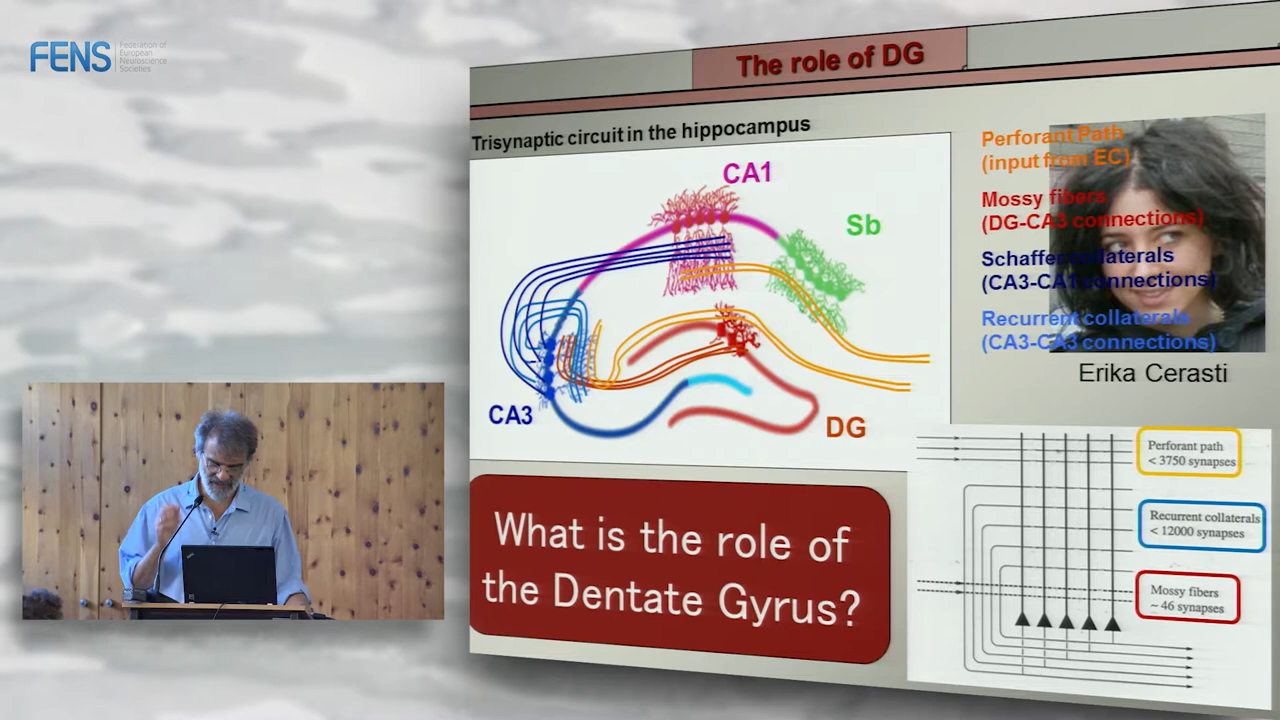 FENS
Federation of
European
Neuroscience
Societies
The role of DG
Trisynaptic circuit in the hippocampus
CA1
Sb
CA3
DG
Perforant Path
(input from EC)
Mossy fibers
(DG-CA3 connections)
Schaffer collaterals
(CA3-CA1 connections)
Recurrent collaterals
(CA3-CA3 connections)
Erika Cerasti
What is the role of
the Dentate Gyrus?
Perforant path
< 3750 synapses
Recurrent collaterals
< 12000 synapses
Mossy fibers
~ 46 synapses